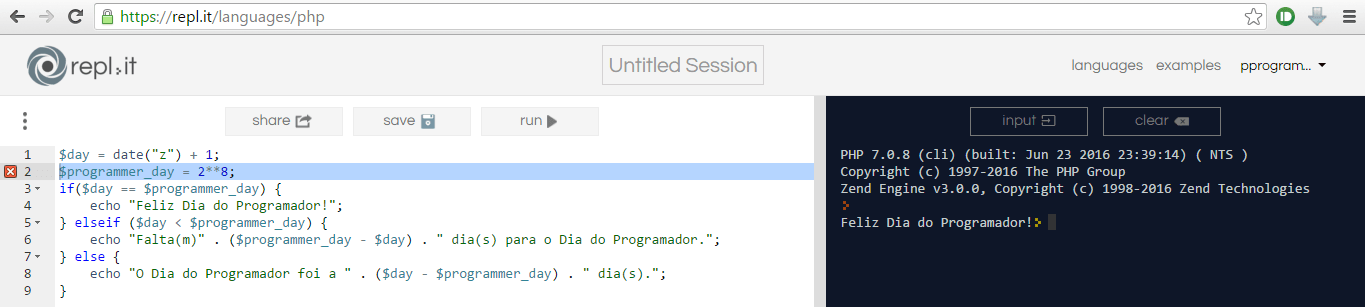 https://repl.it/languages/php
repl.it
Untitled Session
languages examples pprogram...
share save run
input clear
1 $day = date("z") + 1;
2 $programmer_day = 2**8;
3 if($day == $programmer_day) {
4 echo "Feliz Dia do Programador!";
5 } elseif ($day < $programmer_day) {
6 echo "Falta(m)" . ($programmer_day - $day) . " dia(s) para o Dia do Programador.";
7 } else {
8 echo "O Dia do Programador foi a " . ($day - $programmer_day) . " dia(s).";
9 }
PHP 7.0.8 (cli) (built: Jun 23 2016 23:39:14) ( NTS )
Copyright (c) 1997-2016 The PHP Group
Zend Engine v3.0.0, Copyright (c) 1998-2016 Zend Technologies
Feliz Dia do Programador!